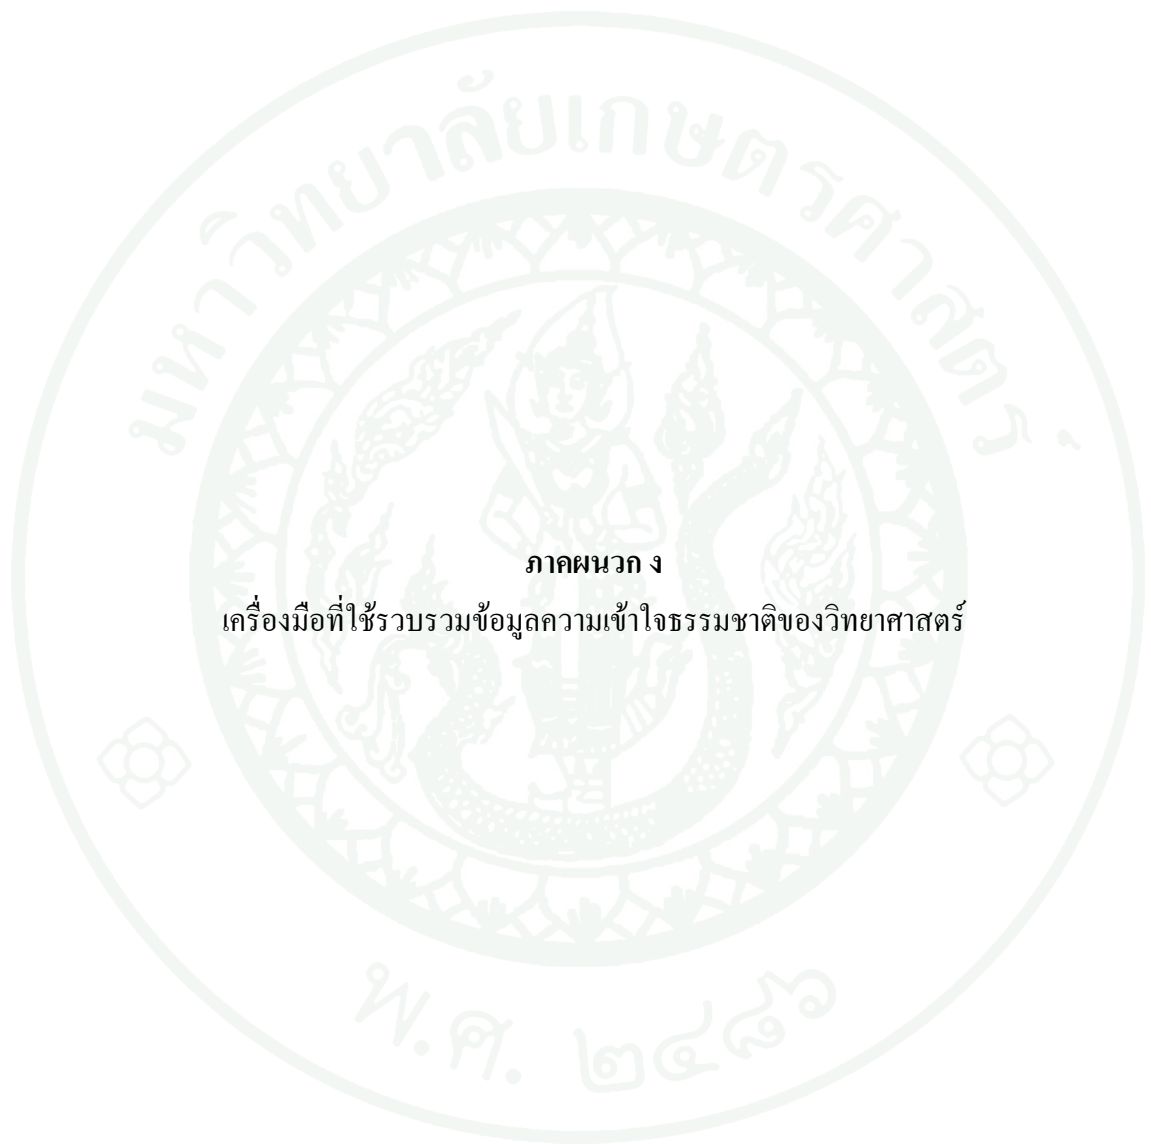 มหาวิทยาลัยเกษตรศาสตร์
ภาคผนวก ง
เครื่องมือที่ใช้รวบรวมข้อมูลความเข้าใจธรรมชาติของวิทยาศาสตร์
พ.ศ. ๒๔๘๖